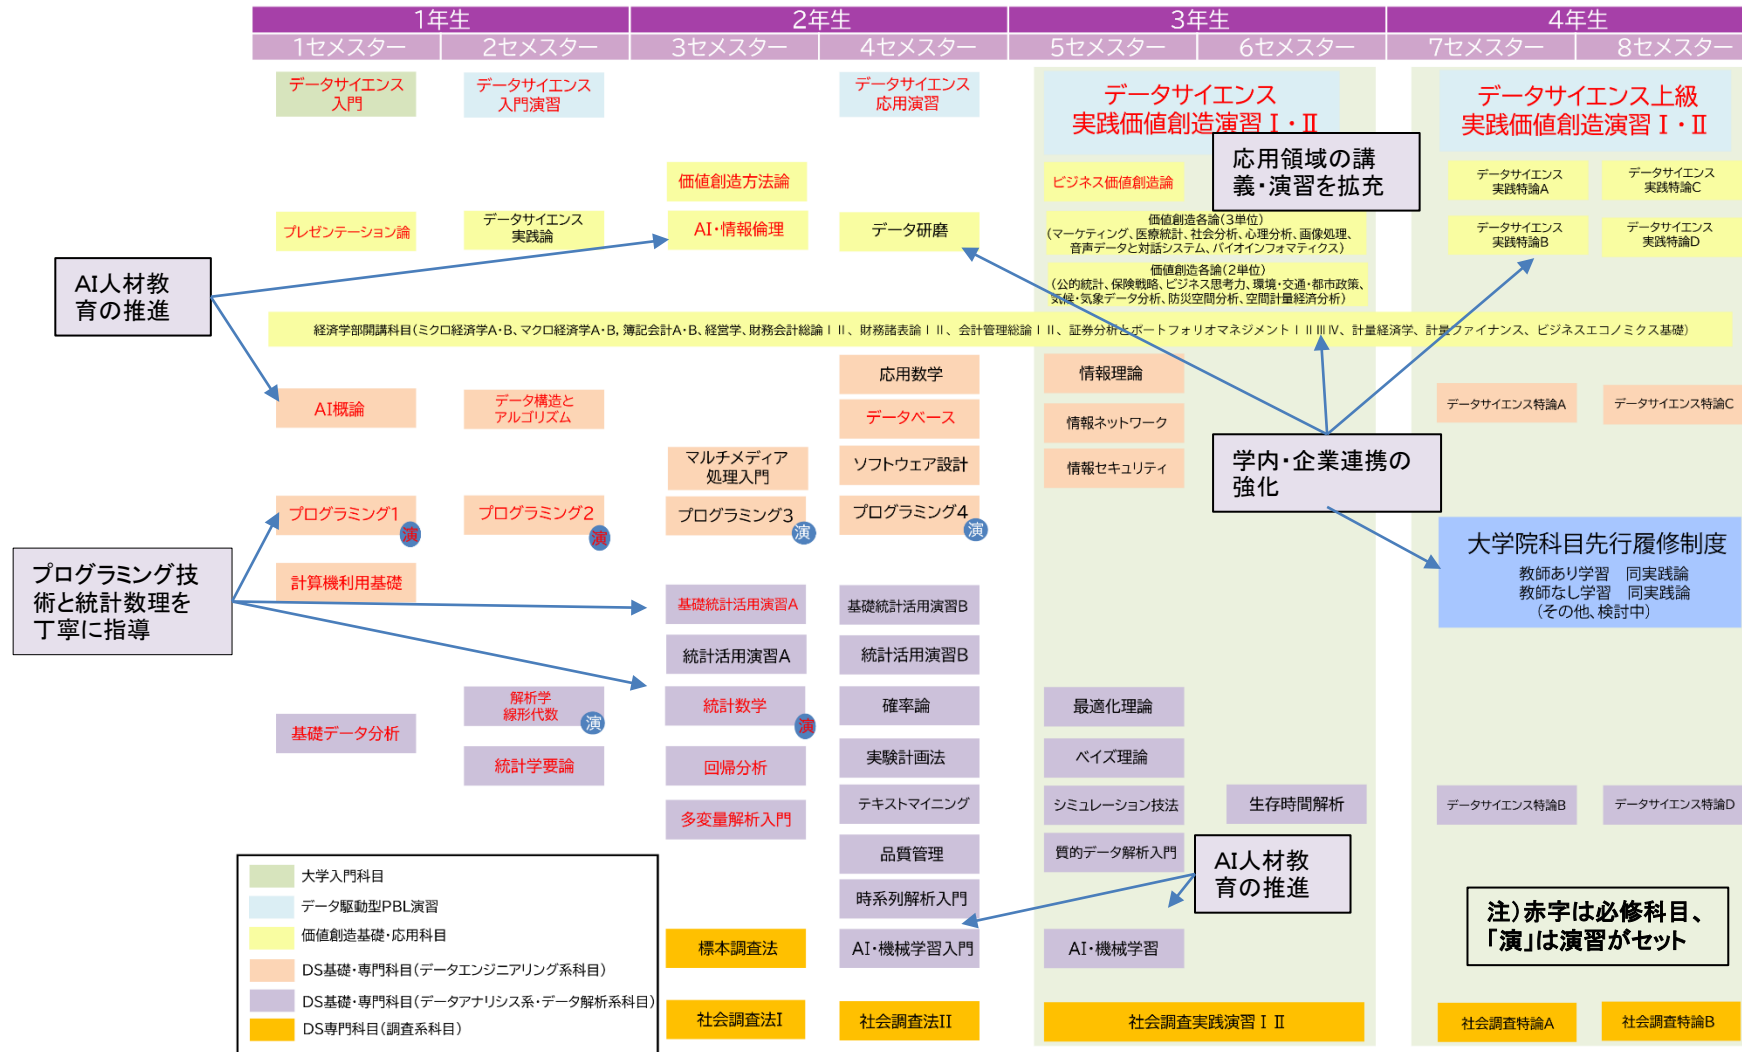 1年生
2年生
3年生
4年生
1セメスター
2セメスター
3セメスター
4セメスター
5セメスター
6セメスター
7セメスター
8セメスター
データサイエンス
入門
データサイエンス
入門演習
データサイエンス
応用演習
データサイエンス
実践価値創造演習Ⅰ・Ⅱ
データサイエンス上級
実践価値創造演習Ⅰ・Ⅱ
応用領域の講
義・演習を拡充
価値創造方法論
ビジネス価値創造論
データサイエンス
実践特論A
データサイエンス
実践特論C
プレゼンテーション論
データサイエンス
実践論
AI・情報倫理
データ研磨
価値創造各論(3単位)
(マーケティング、医療統計、社会分析、心理分析、画像処理、
音声データと対話システム、バイオインフォマティクス)
データサイエンス
実践特論B
データサイエンス
実践特論D
AI人材教
育の推進
価値創造各論(2単位)
(公的統計、保険戦略、ビジネス思考力、環境・交通・都市政策、
気候・気象データ分析、防災空間分析、空間計量経済分析)
経済学部開講科目(ミクロ経済学A・B、マクロ経済学A・B, 簿記会計A・B、経営学、財務会計総論ⅠⅡ、財務諸表論ⅠⅡ、会計管理総論ⅠⅡ、証券分析とポートフォリオマネジメントⅠⅡⅢⅣ、計量経済学、計量ファイナンス、ビジネスエコノミクス基礎)
応用数学
情報理論
AI概論
データ構造と
アルゴリズム
データベース
情報ネットワーク
データサイエンス特論A
データサイエンス特論C
マルチメディア
処理入門
ソフトウェア設計
情報セキュリティ
学内・企業連携の
強化
プログラミング1
演
プログラミング2
演
プログラミング3
演
プログラミング4
演
大学院科目先行履修制度
教師あり学習 同実践論
教師なし学習 同実践論
(その他、検討中)
プログラミング技
術と統計数理を
丁寧に指導
計算機利用基礎
基礎統計活用演習A
基礎統計活用演習B
統計活用演習A
統計活用演習B
基礎データ分析
解析学
線形代数
演
統計数学
演
確率論
最適化理論
統計学要論
回帰分析
実験計画法
ベイズ理論
多変量解析入門
テキストマイニング
シミュレーション技法
生存時間解析
データサイエンス特論B
データサイエンス特論D
品質管理
質的データ解析入門
AI人材教
育の推進
時系列解析入門
標本調査法
AI・機械学習入門
AI・機械学習
社会調査法I
社会調査法II
社会調査実践演習ⅠⅡ
社会調査特論A
社会調査特論B
大学入門科目
データ駆動型PBL演習
価値創造基礎・応用科目
DS基礎・専門科目(データエンジニアリング系科目)
DS基礎・専門科目(データアナリシス系・データ解析系科目)
DS専門科目(調査系科目)
注)赤字は必修科目、
「演」は演習がセット